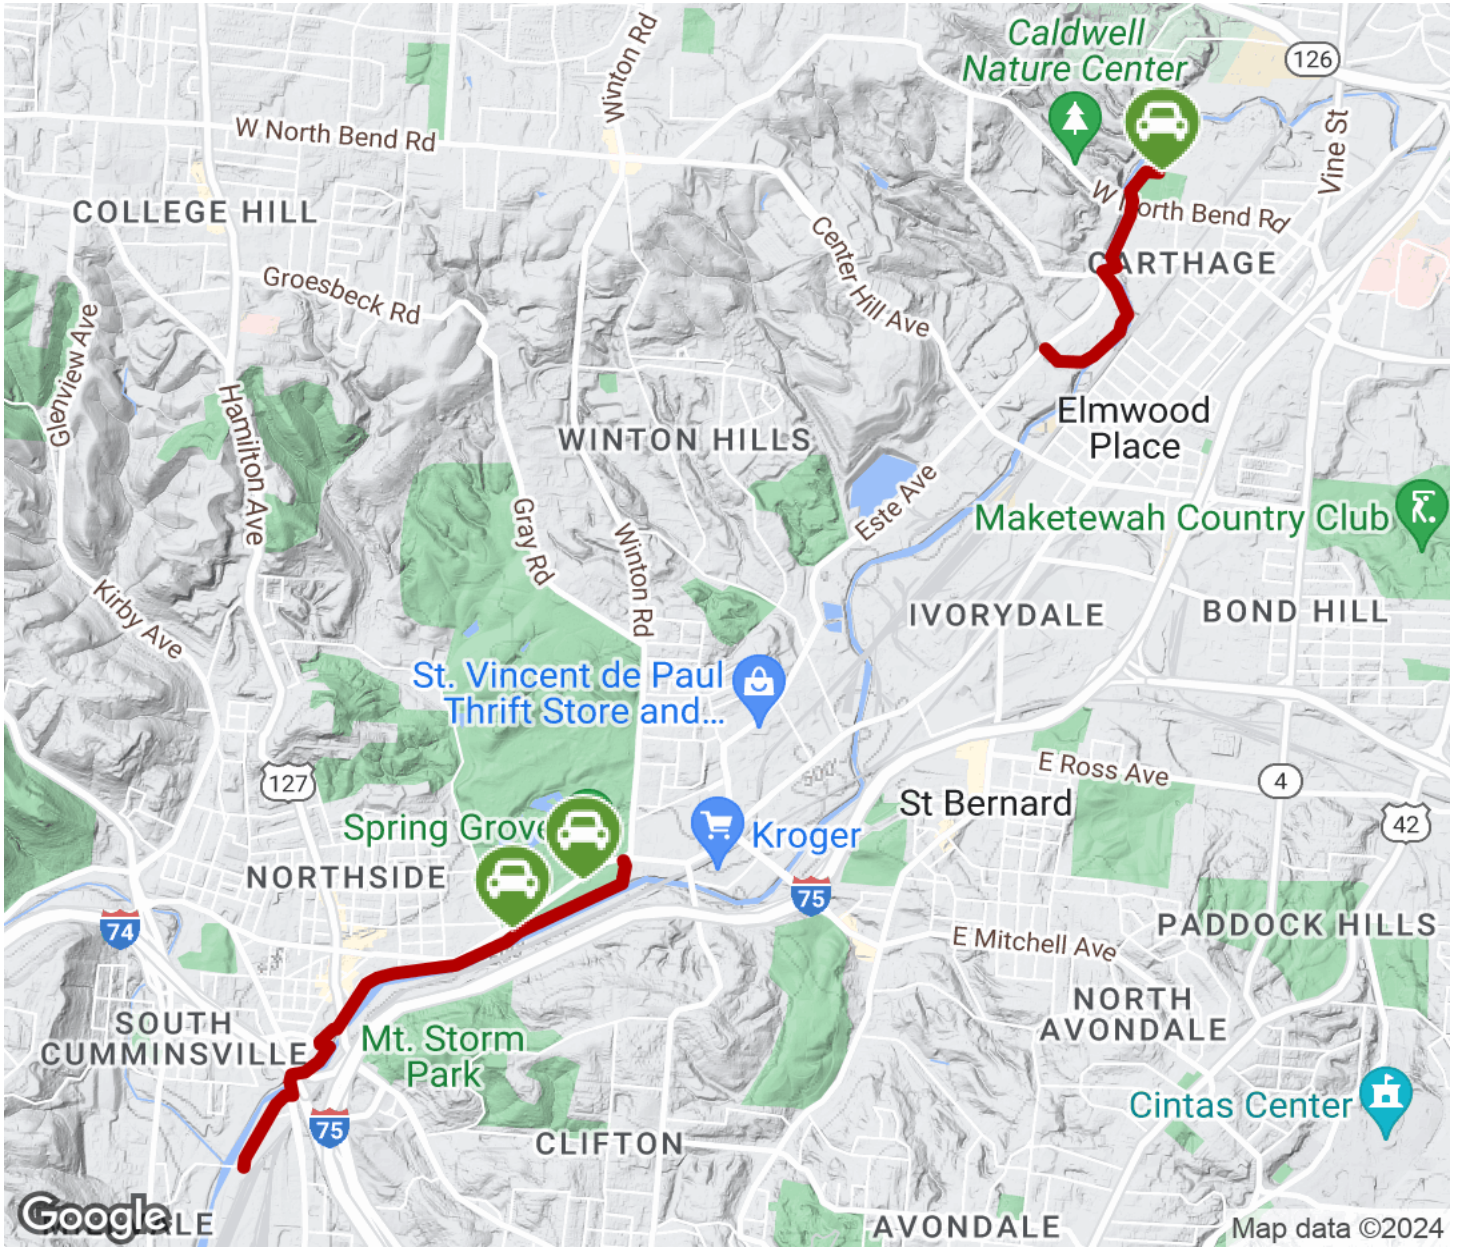 Caldwell
Nature Center
126
Winton Rd
W North Bend Rd
Vine St
COLLEGE HILL
W North Bend Rd
Center Hill Ave
CARTHAGE
Groesbeck Rd
Glenview Ave
Hamilton Ave
Elmwood
Place
WINTON HILLS
Este Ave
Gray Rd
Maketewah Country Club
Winton Rd
Kirby Ave
IVORYDALE
BOND HILL
St. Vincent de Paul
Thrift Store and...
600'
E Ross Ave
127
4
St Bernard
42
Spring Grove
Kroger
NORTHSIDE
75
74
E Mitchell Ave
PADDOCK HILLS
SOUTH
CUMMINSVILLE
Mt. Storm
Park
NORTH
AVONDALE
Cintas Center
75
CLIFTON
Google
AVONDALE
Map data ©2024